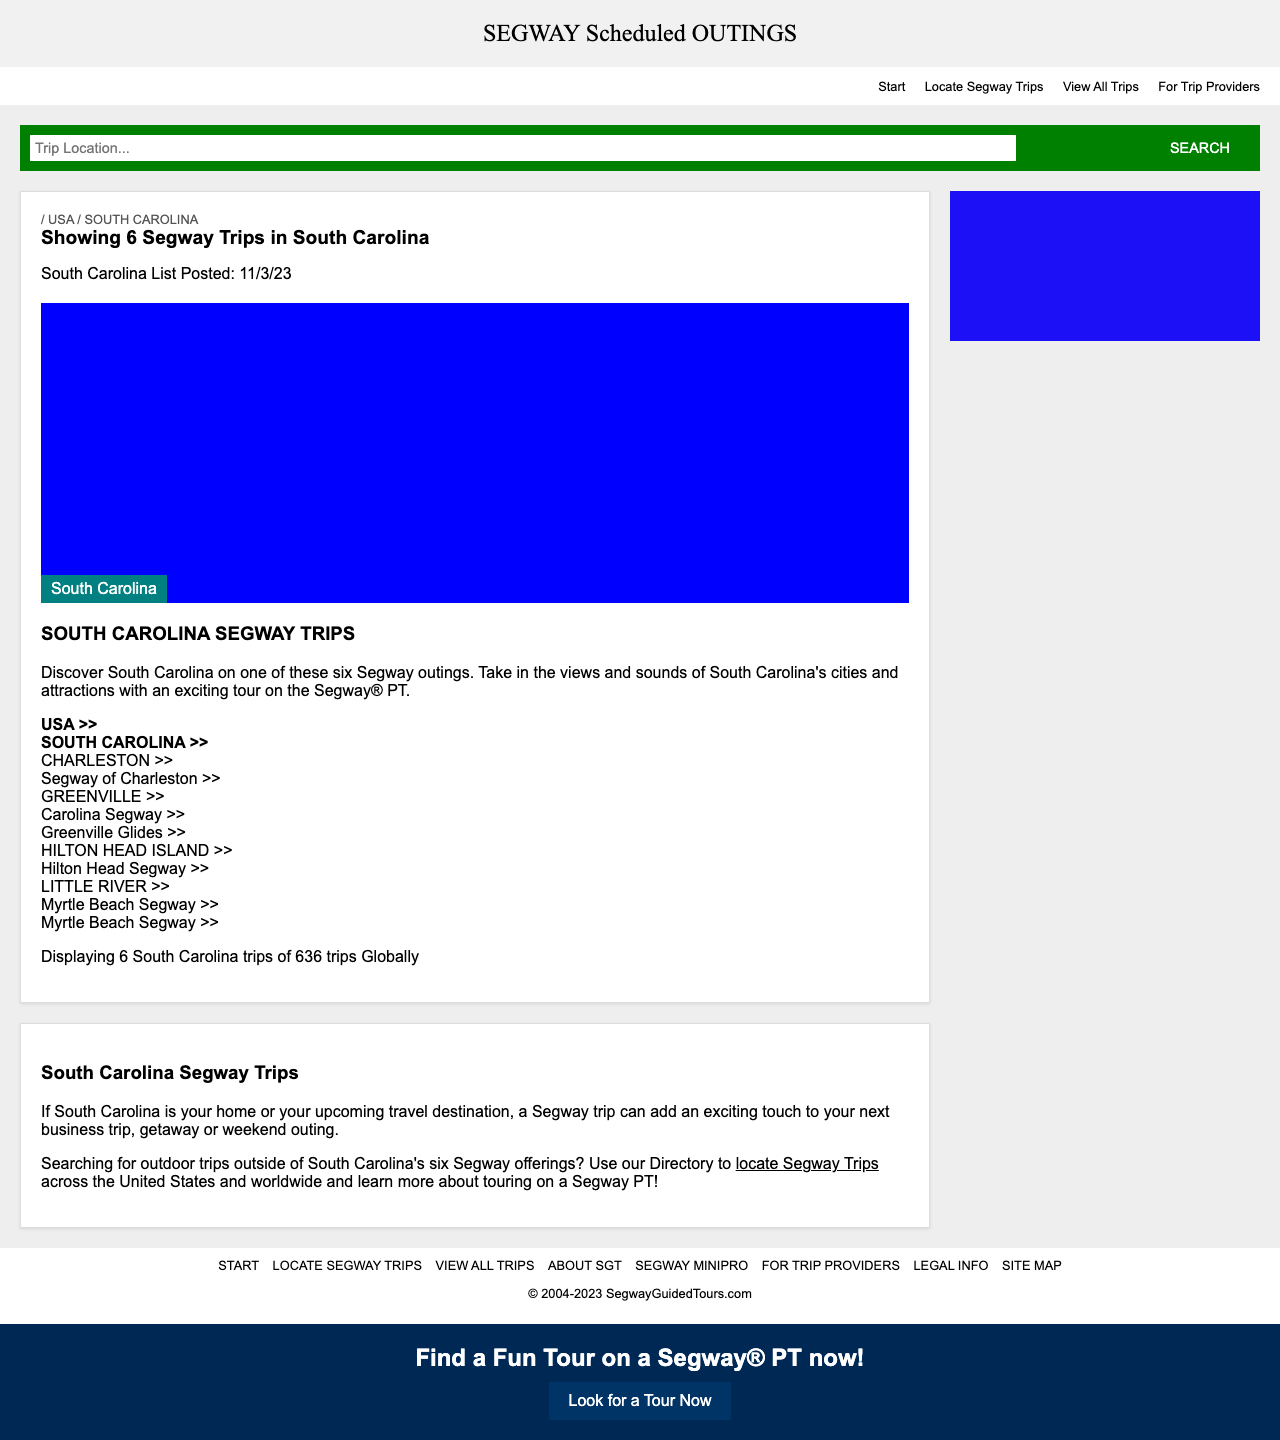 SEGWAY Scheduled OUTINGS
Start Locate Segway Trips View All Trips For Trip Providers
Trip Location... SEARCH
/ USA / SOUTH CAROLINA
Showing 6 Segway Trips in South Carolina
South Carolina List Posted: 11/3/23
South Carolina
SOUTH CAROLINA SEGWAY TRIPS
Discover South Carolina on one of these six Segway outings. Take in the views and sounds of South Carolina's cities and
attractions with an exciting tour on the Segway® PT.
USA >>
SOUTH CAROLINA >>
CHARLESTON >>
Segway of Charleston >>
GREENVILLE >>
Carolina Segway >>
Greenville Glides >>
HILTON HEAD ISLAND >>
Hilton Head Segway >>
LITTLE RIVER >>
Myrtle Beach Segway >>
Myrtle Beach Segway >>
Displaying 6 South Carolina trips of 636 trips Globally
South Carolina Segway Trips
If South Carolina is your home or your upcoming travel destination, a Segway trip can add an exciting touch to your next
business trip, getaway or weekend outing.
Searching for outdoor trips outside of South Carolina's six Segway offerings? Use our Directory to locate Segway Trips
across the United States and worldwide and learn more about touring on a Segway PT!
START LOCATE SEGWAY TRIPS VIEW ALL TRIPS ABOUT SGT SEGWAY MINIPRO FOR TRIP PROVIDERS LEGAL INFO SITE MAP
© 2004-2023 SegwayGuidedTours.com
Find a Fun Tour on a Segway® PT now!
Look for a Tour Now